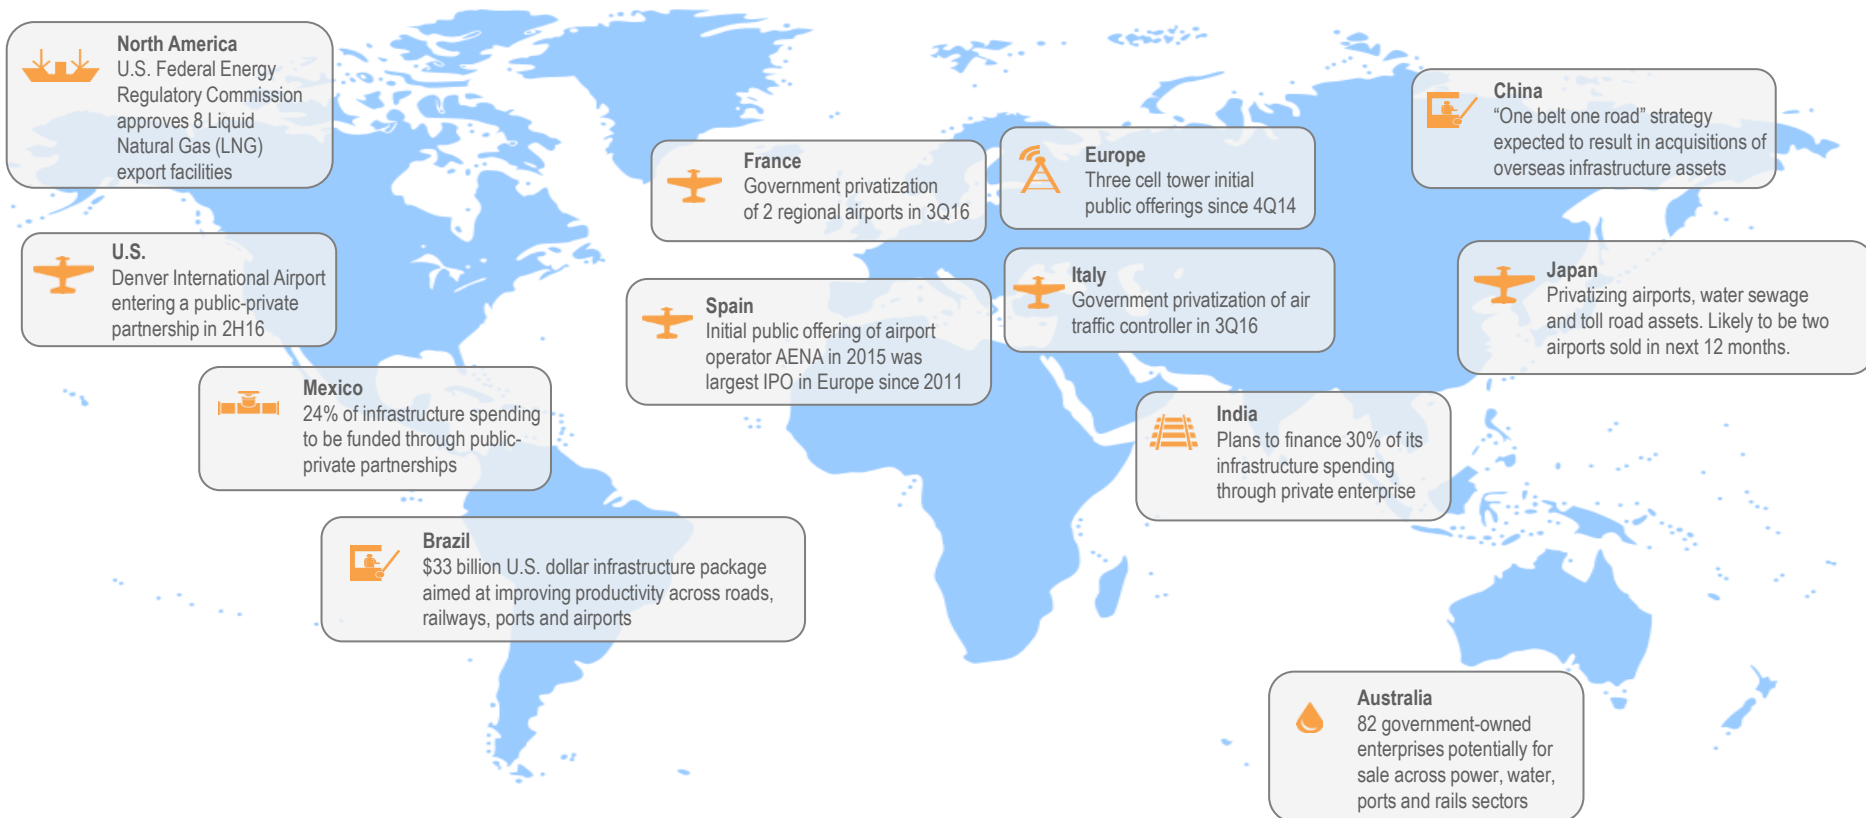 North America
U.S. Federal Energy
Regulatory Commission
approves 8 Liquid
Natural Gas (LNG)
export facilities
U.S.
Denver International Airport
entering a public-private
partnership in 2H16
Mexico
24% of infrastructure spending
to be funded through public-
private partnerships
Brazil
$33 billion U.S. dollar infrastructure package
aimed at improving productivity across roads,
railways, ports and airports
France
Government privatization
of 2 regional airports in 3Q16
Spain
Initial public offering of airport
operator AENA in 2015 was
largest IPO in Europe since 2011
Europe
Three cell tower initial
public offerings since 4Q14
Italy
Government privatization of air
traffic controller in 3Q16
China
“One belt one road” strategy
expected to result in acquisitions of
overseas infrastructure assets
Japan
Privatizing airports, water sewage
and toll road assets. Likely to be two
airports sold in next 12 months.
India
Plans to finance 30% of its
infrastructure spending
through private enterprise
Australia
82 government-owned
enterprises potentially for
sale across power, water,
ports and rails sectors